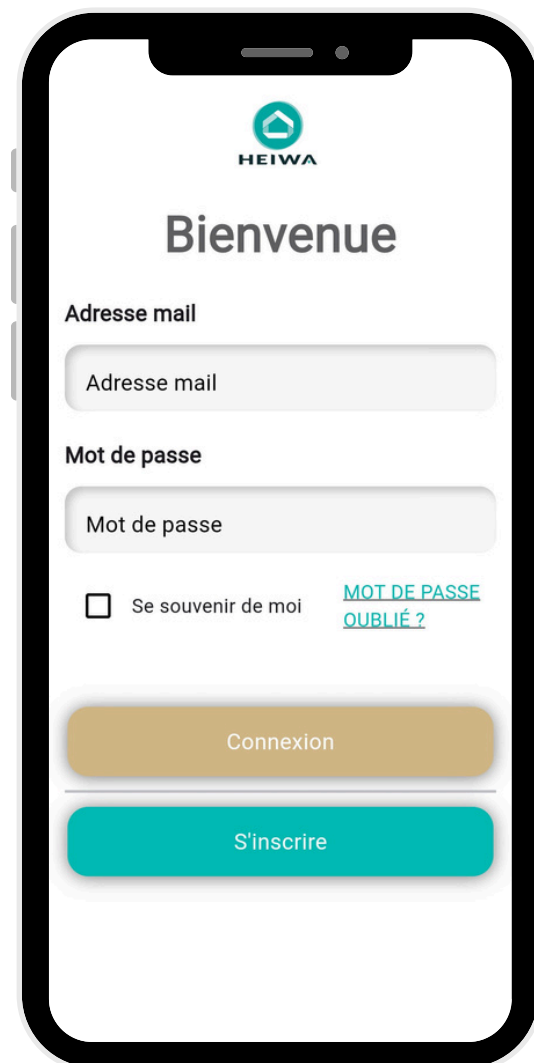 HEIWA
Bienvenue
Adresse mail
Adresse mail
Mot de passe
Mot de passe
Se souvenir de moi
MOT DE PASSE
OUBLIÉ ?
Connexion
S'inscrire